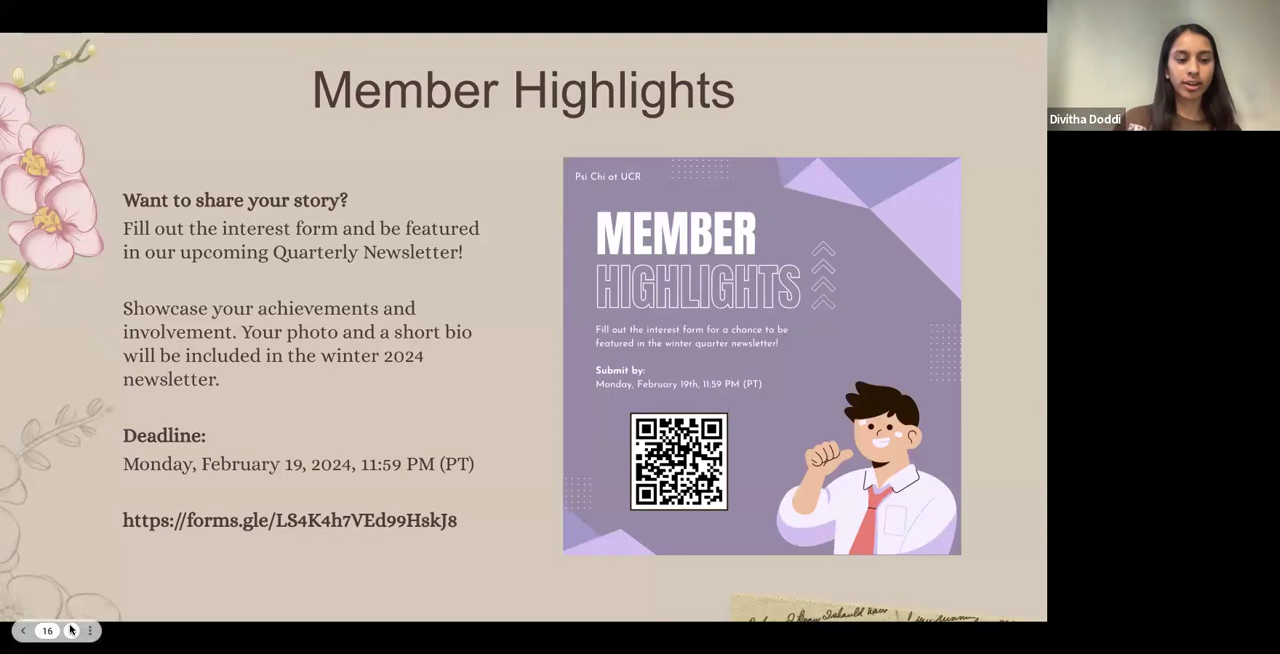 Member Highlights
Want to share your story?
Fill out the interest form and be featured
in our upcoming Quarterly Newsletter!
Showcase your achievements and
involvement. Your photo and a short bio
will be included in the winter 2024
newsletter.
Deadline:
Monday, February 19, 2024, 11:59 PM (PT)
https://forms.gle/LS4K4h7VEd99HskJ8
Psi Chi at UCR
MEMBER
HIGHLIGHTS
Fill out the interest form for a chance to be
featured in the winter quarter newsletter!
Submit by:
Monday, February 19th, 11:59 PM (PT)
Divitha Doddi
16